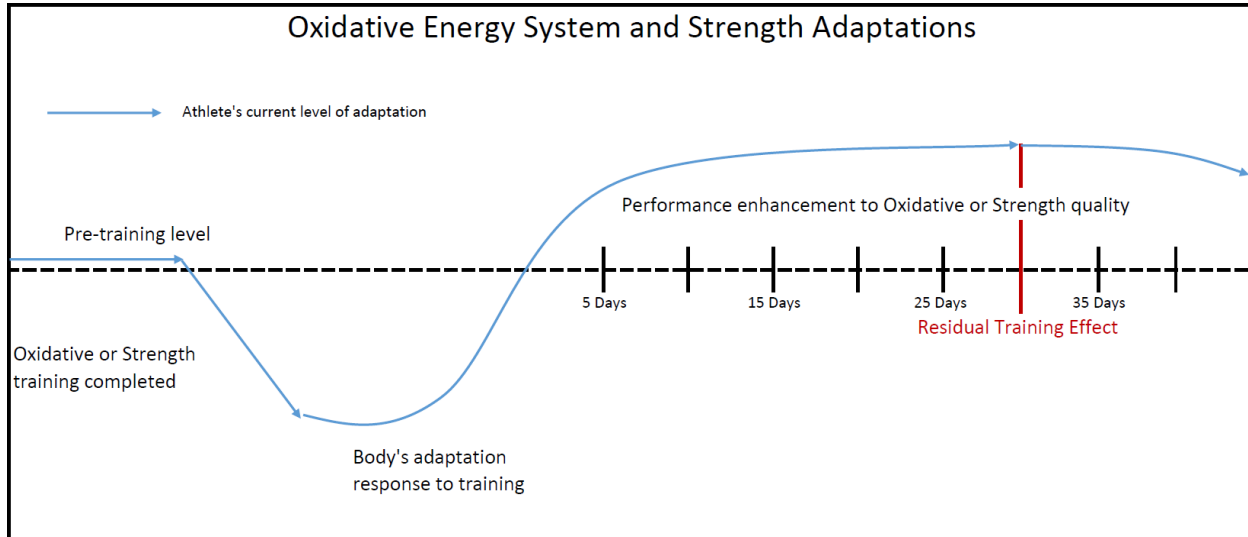 Oxidative Energy System and Strength Adaptations
Athlete's current level of adaptation
Performance enhancement to Oxidative or Strength quality
Pre-training level
5 Days
15 Days
25 Days
35 Days
Residual Training Effect
Oxidative or Strength
training completed
Body's adaptation
response to training